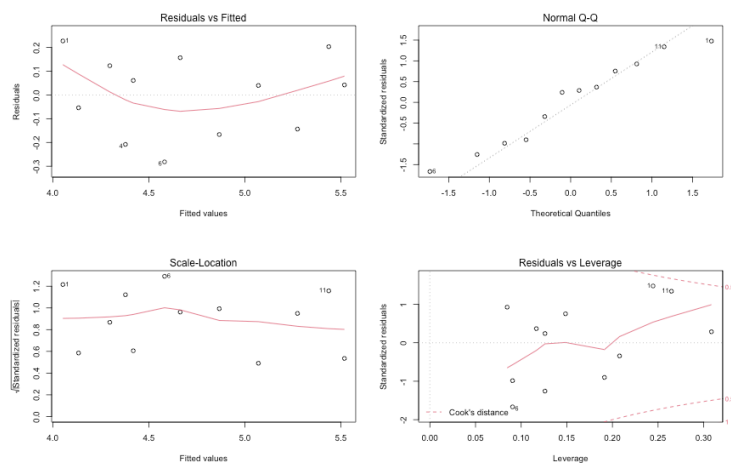 Residuals vs Fitted
Residuals
0.2
0.1
0.0
-0.1
-0.2
-0.3
1
4
6
4.0 4.5 5.0 5.5
Fitted values
Normal Q-Q
Standardized residuals
1.5
1.0
0.5
0.0
-0.5
-1.5
11
1
6
-1.5 -1.0 -0.5 0.0 0.5 1.0 1.5
Theoretical Quantiles
Scale-Location
√|Standardized residuals|
1.2
1.0
0.8
0.6
0.4
0.2
0.0
1
6
11
4.0 4.5 5.0 5.5
Fitted values
Residuals vs Leverage
Standardized residuals
1
0
-1
-2
1
11
6
Cook's distance
1
0.00 0.05 0.10 0.15 0.20 0.25 0.30
Leverage